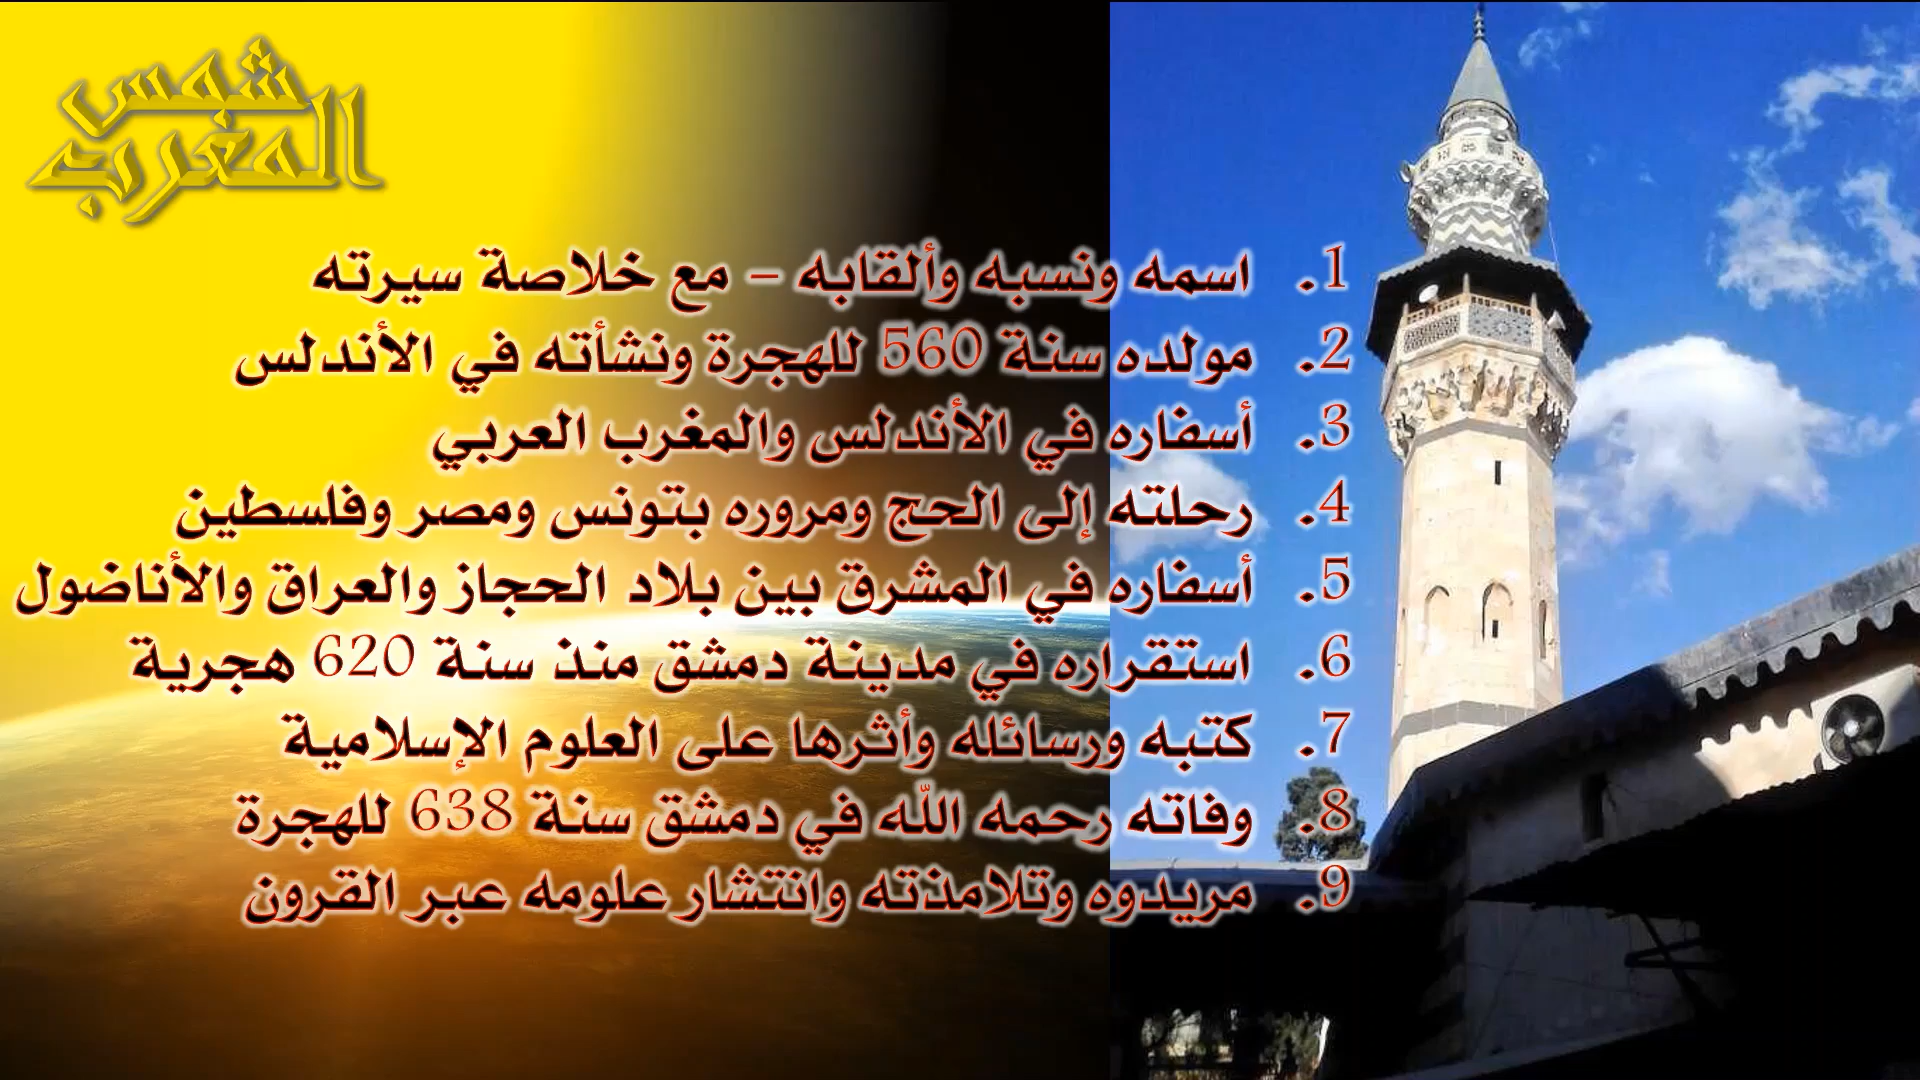 شمس
المغرب
1. اسمه ونسبه وألقابه – مع خلاصة سيرته
2. مولده سنة 560 للهجرة ونشأته في الأندلس
3. أسفاره في الأندلس والمغرب العربي
4. رحلته إلى الحج ومروره بتونس ومصر وفلسطين
5. أسفاره في المشرق بين بلاد الحجاز والعراق والأناضول
6. استقراره في مدينة دمشق منذ سنة 620 هجرية
7. كتبه ورسائله وأثرها على العلوم الإسلامية
8. وفاته رحمه اللّه في دمشق سنة 638 للهجرة
9. مريدوه وتلامذته وانتشار علومه عبر القرون